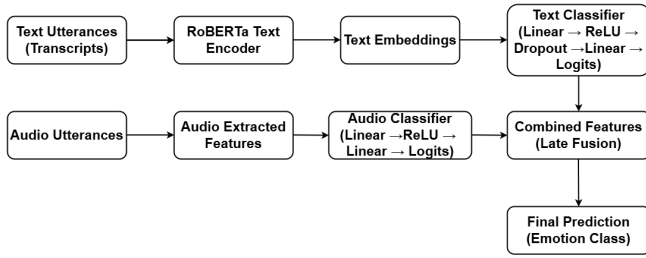 Text Utterances
(Transcripts)
RoBERTa Text
Encoder
Text Embeddings
Text Classifier
(Linear → ReLU →
Dropout →Linear →
Logits)
Audio Utterances
Audio Extracted
Features
Audio Classifier
(Linear →ReLU →
Linear → Logits)
Combined Features
(Late Fusion)
Final Prediction
(Emotion Class)